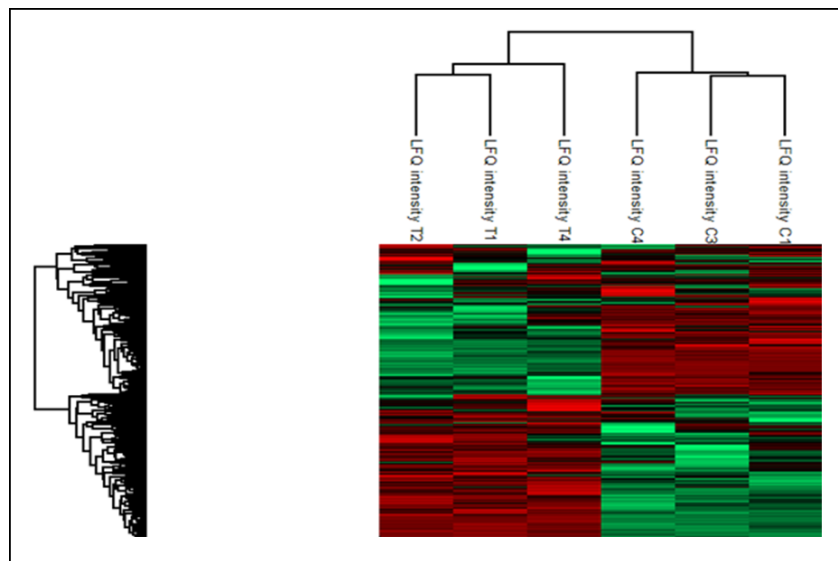 LFQ intensity T2
LFQ intensity T1
LFQ intensity T4
LFQ intensity C4
LFQ intensity C3
LFQ intensity C1